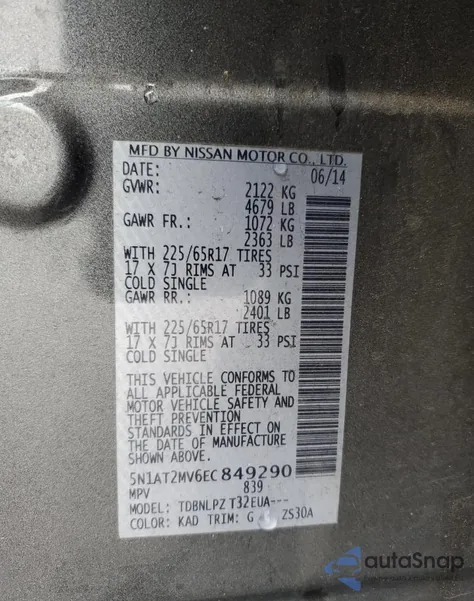 MFD BY NISSAN MOTOR CO., LTD.
DATE: 06/14
GVWR: 2122 KG
4679 LB
GAWR FR.: 1072 KG
2363 LB
WITH 225/65R17 TIRES
17 X 7J RIMS AT 33 PSI
COLD SINGLE
GAWR RR.: 1089 KG
2401 LB
WITH 225/65R17 TIRES
17 X 7J RIMS AT 33 PSI
COLD SINGLE
THIS VEHICLE CONFORMS TO
ALL APPLICABLE FEDERAL
MOTOR VEHICLE SAFETY AND
THEFT PREVENTION
STANDARDS IN EFFECT ON
THE DATE OF MANUFACTURE
SHOWN ABOVE.
5N1AT2MV6EC849290
MPV 839
MODEL: TDBNLPZ T32EUA---
COLOR: KAD TRIM: G ZS30A
autoSnap